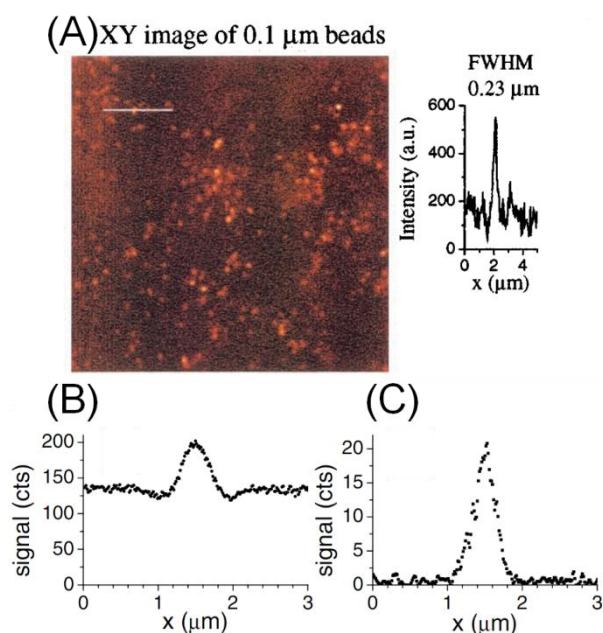 (A) XY image of 0.1 μm beads
FWHM
0.23 μm
600
400
200
0
Intensity (a.u.)
0 2 4
x (μm)
(B)
200
150
100
50
0
signal (cts)
0 1 2 3
x (μm)
(C)
20
15
10
5
0
signal (cts)
0 1 2 3
x (μm)